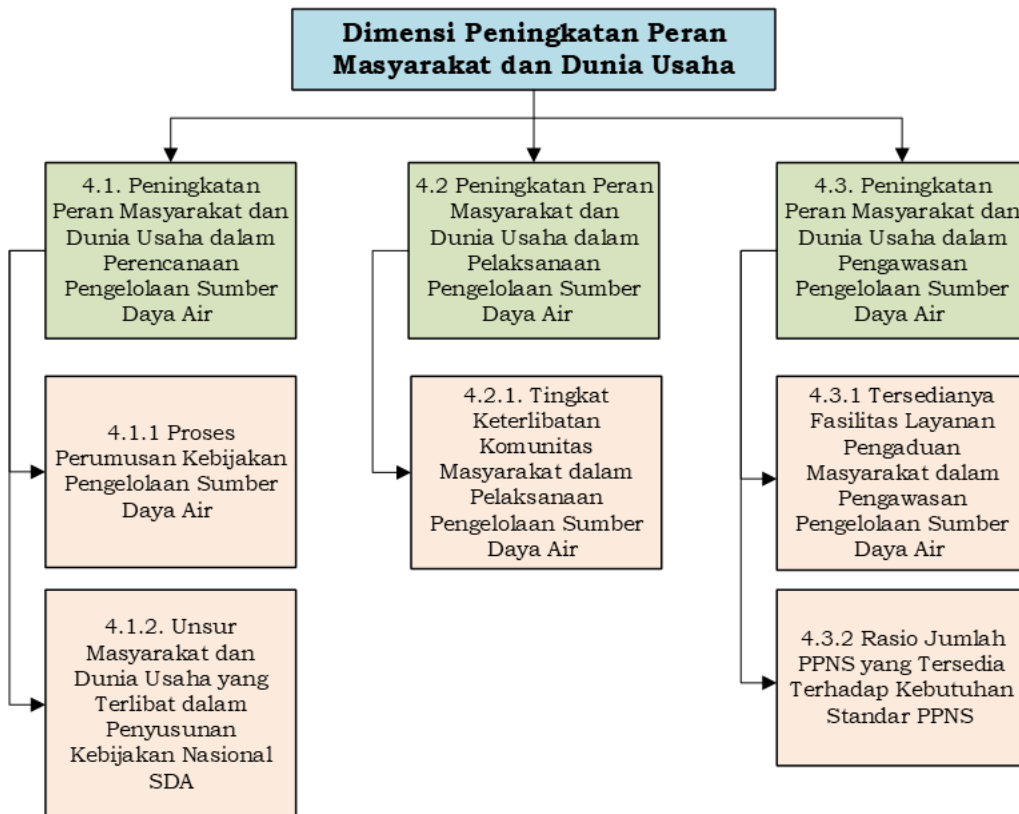 Dimensi Peningkatan Peran
Masyarakat dan Dunia Usaha
4.1. Peningkatan
Peran Masyarakat dan
Dunia Usaha dalam
Perencanaan
Pengelolaan Sumber
Daya Air
4.2 Peningkatan Peran
Masyarakat dan
Dunia Usaha dalam
Pelaksanaan
Pengelolaan Sumber
Daya Air
4.3. Peningkatan
Peran Masyarakat dan
Dunia Usaha dalam
Pengawasan
Pengelolaan Sumber
Daya Air
4.1.1 Proses
Perumusan Kebijakan
Pengelolaan Sumber
Daya Air
4.2.1. Tingkat
Keterlibatan
Komunitas
Masyarakat dalam
Pelaksanaan
Pengelolaan Sumber
Daya Air
4.3.1 Tersedianya
Fasilitas Layanan
Pengaduan
Masyarakat dalam
Pengawasan
Pengelolaan Sumber
Daya Air
4.1.2. Unsur
Masyarakat dan
Dunia Usaha yang
Terlibat dalam
Penyusunan
Kebijakan Nasional
SDA
4.3.2 Rasio Jumlah
PPNS yang Tersedia
Terhadap Kebutuhan
Standar PPNS